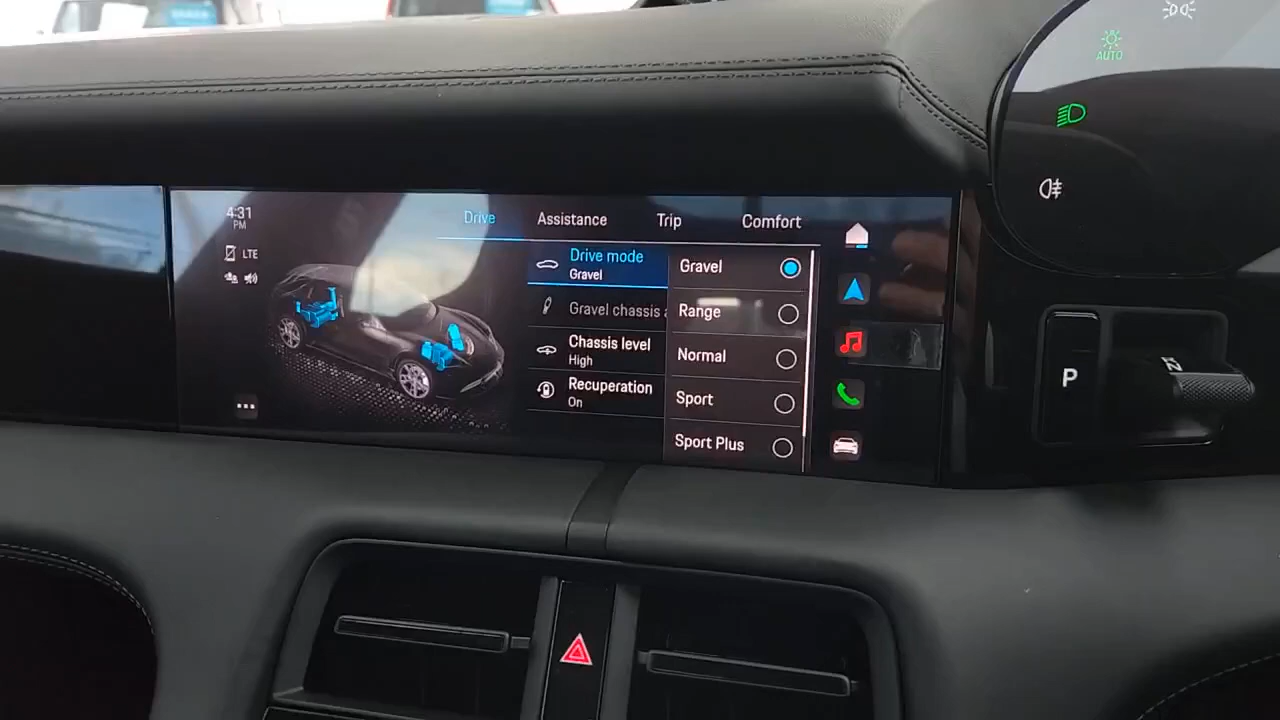 AUTO
4:31
PM
LTE
Drive
Assistance
Trip
Comfort
Drive mode
Gravel
Gravel chassis
Chassis level
High
Recuperation
On
Gravel
Range
Normal
Sport
Sport Plus
P
N